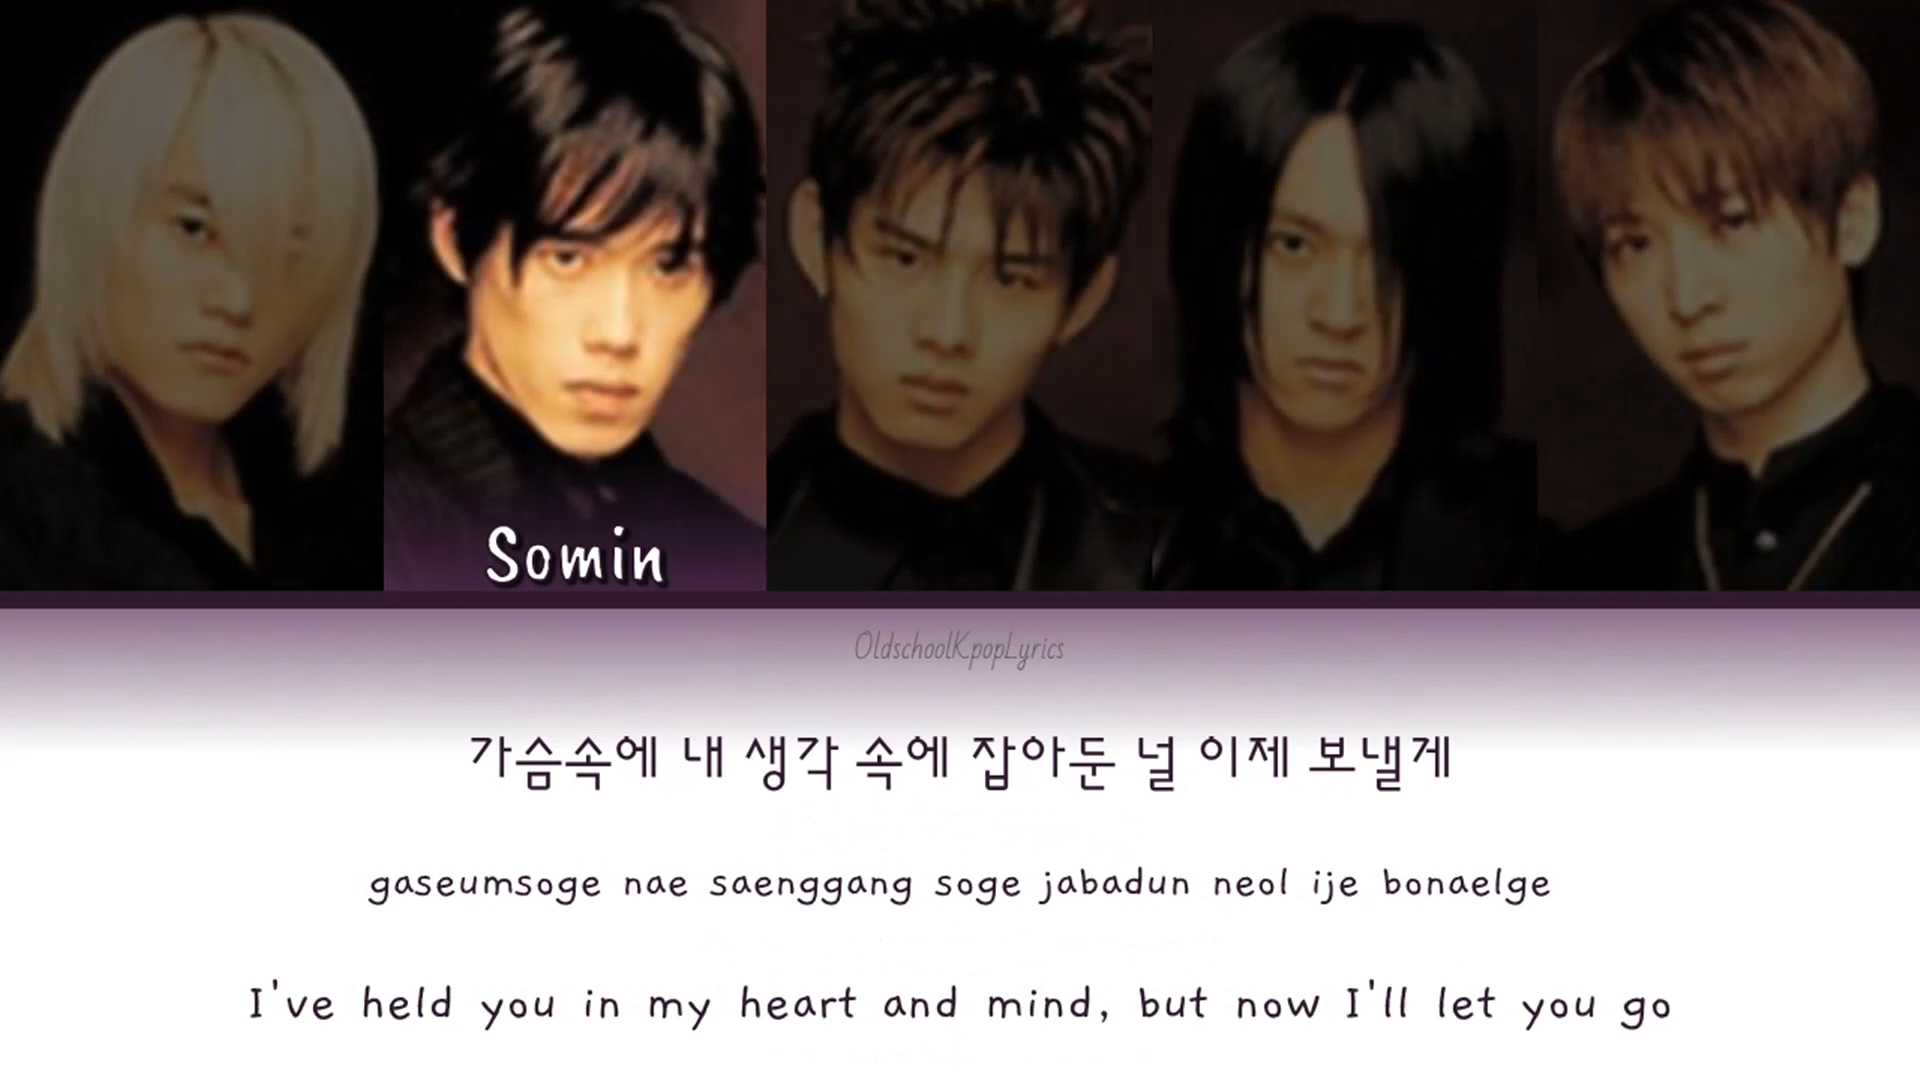 Somin
OldschoolKpopLyrics
가슴속에 내 생각 속에 잡아둔 널 이제 보낼게
gaseumsoge nae saenggang soge jabadun neol ije bonaelge
I've held you in my heart and mind, but now I'll let you go